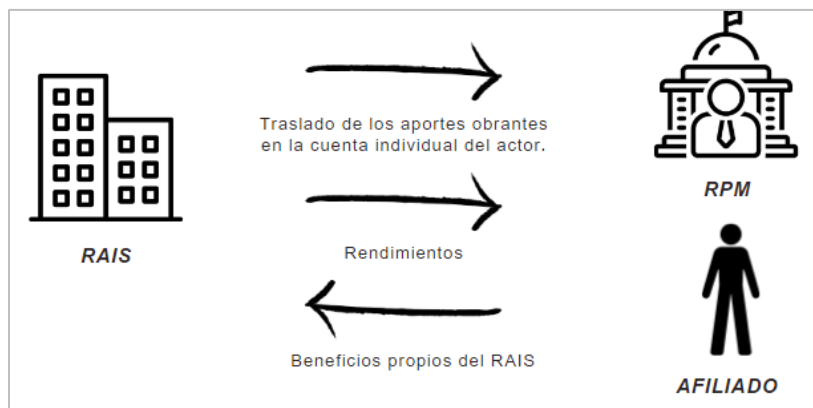 Traslado de los aportes obrantes
en la cuenta individual del actor.
RPM
RAIS
Rendimientos
Beneficios propios del RAIS
AFILIADO